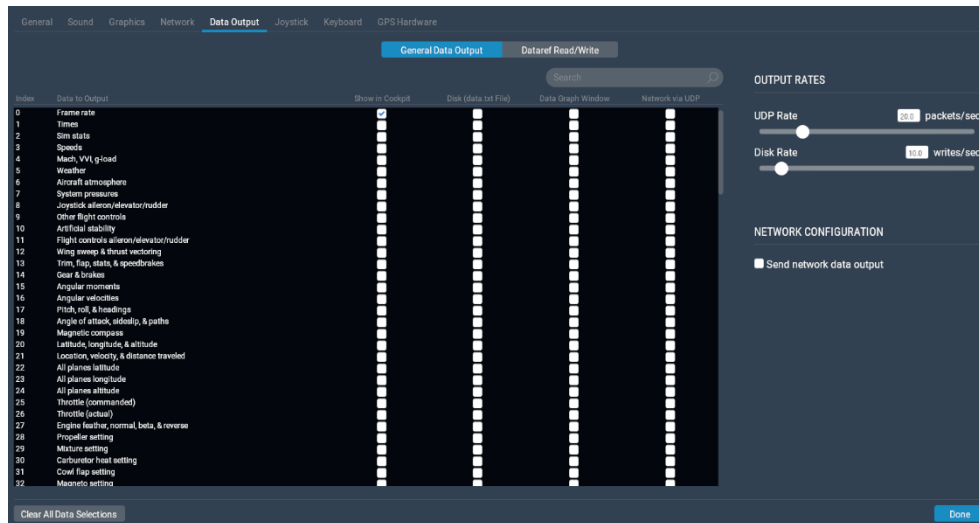 General Sound Graphics Network Data Output Joystick Keyboard GPS Hardware
General Data Output Dataref Read/Write
Search
Index Data to Output Show in Cockpit Disk (data.txt File) Data Graph Window Network via UDP
0 Frame rate
1 Times
2 Sim stats
3 Speeds
4 Mach, VVI, g-load
5 Weather
6 Aircraft atmosphere
7 System pressures
8 Joystick aileron/elevator/rudder
9 Other flight controls
10 Artificial stability
11 Flight controls aileron/elevator/rudder
12 Wing sweep & thrust vectoring
13 Trim, flap, stats, & speedbrakes
14 Gear & brakes
15 Angular moments
16 Angular velocities
17 Pitch, roll, & headings
18 Angle of attack, sideslip, & paths
19 Magnetic compass
20 Latitude, longitude, & altitude
21 Location, velocity, & distance traveled
22 All planes latitude
23 All planes longitude
24 All planes altitude
25 Throttle (commanded)
26 Throttle (actual)
27 Engine feather, normal, beta, & reverse
28 Propeller setting
29 Mixture setting
30 Carburetor heat setting
31 Cowl flap setting
32 Magneto setting
Clear All Data Selections
OUTPUT RATES
UDP Rate 20.0 packets/sec
Disk Rate 10.0 writes/sec
NETWORK CONFIGURATION
Send network data output
Done